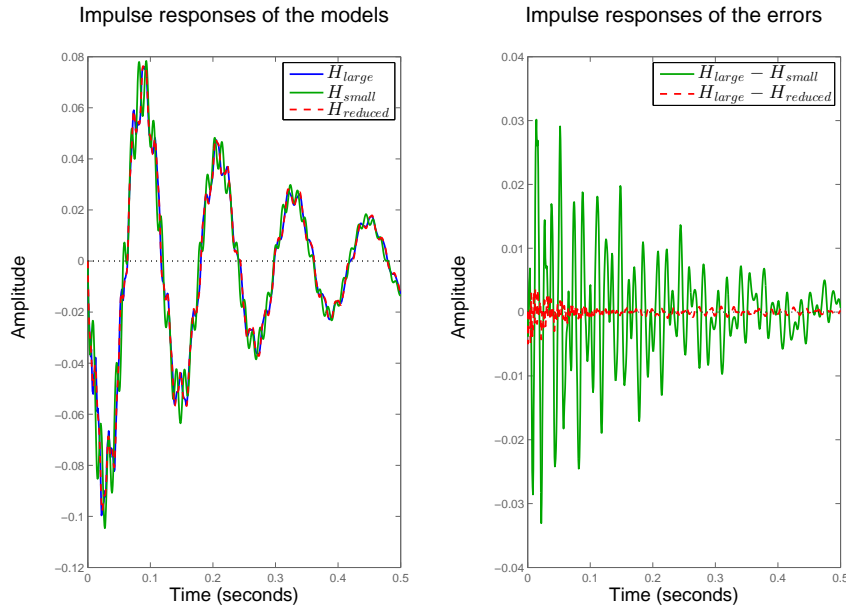 Impulse responses of the models
0.08
0.06
0.04
0.02
0
−0.02
−0.04
−0.06
−0.08
−0.1
−0.12
0
0.1
0.2
0.3
0.4
0.5
Amplitude
Time (seconds)
H_large
H_small
H_reduced
Impulse responses of the errors
0.04
0.03
0.02
0.01
0
−0.01
−0.02
−0.03
−0.04
0
0.1
0.2
0.3
0.4
0.5
Amplitude
Time (seconds)
H_large − H_small
H_large − H_reduced